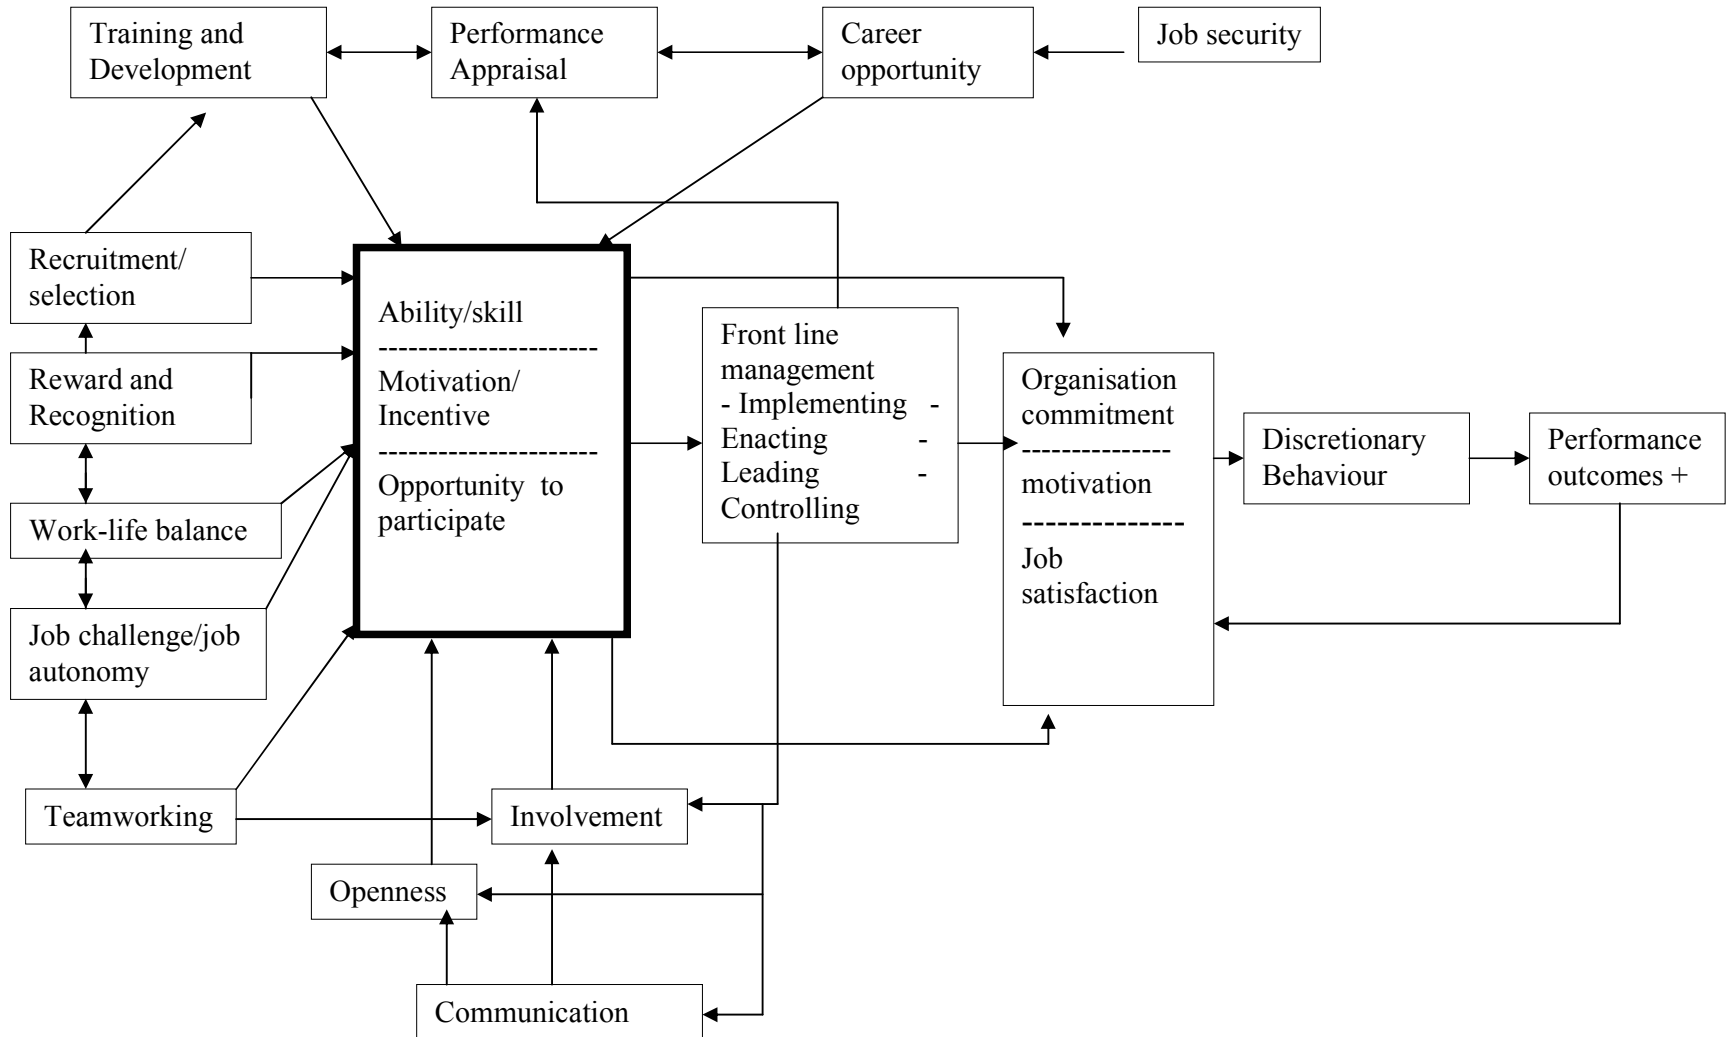 Training and
Development
Performance
Appraisal
Career
opportunity
Job security
Recruitment/
selection
Reward and
Recognition
Work-life balance
Job challenge/job
autonomy
Teamworking
Ability/skill
-----------------------
Motivation/
Incentive
-----------------------
Opportunity to
participate
Front line
management
- Implementing -
Enacting -
Leading -
Controlling
Organisation
commitment
---------------
motivation
---------------
Job
satisfaction
Discretionary
Behaviour
Performance
outcomes +
Involvement
Openness
Communication